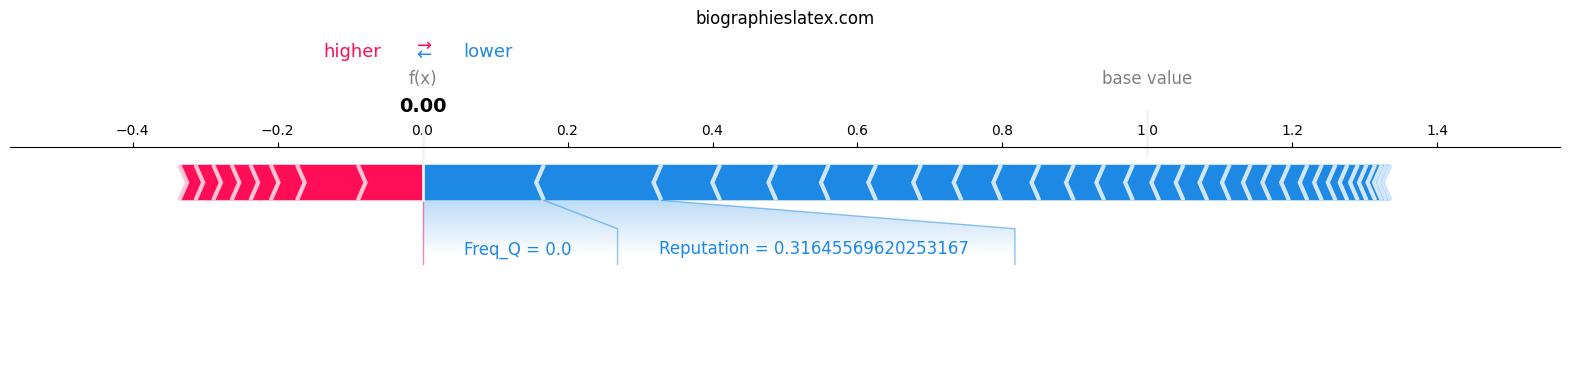 biographieslatex.com
higher ⇄ lower
f(x) base value
0.00
−0.4 −0.2 0.0 0.2 0.4 0.6 0.8 1.0 1.2 1.4
Freq_Q = 0.0 Reputation = 0.31645569620253167